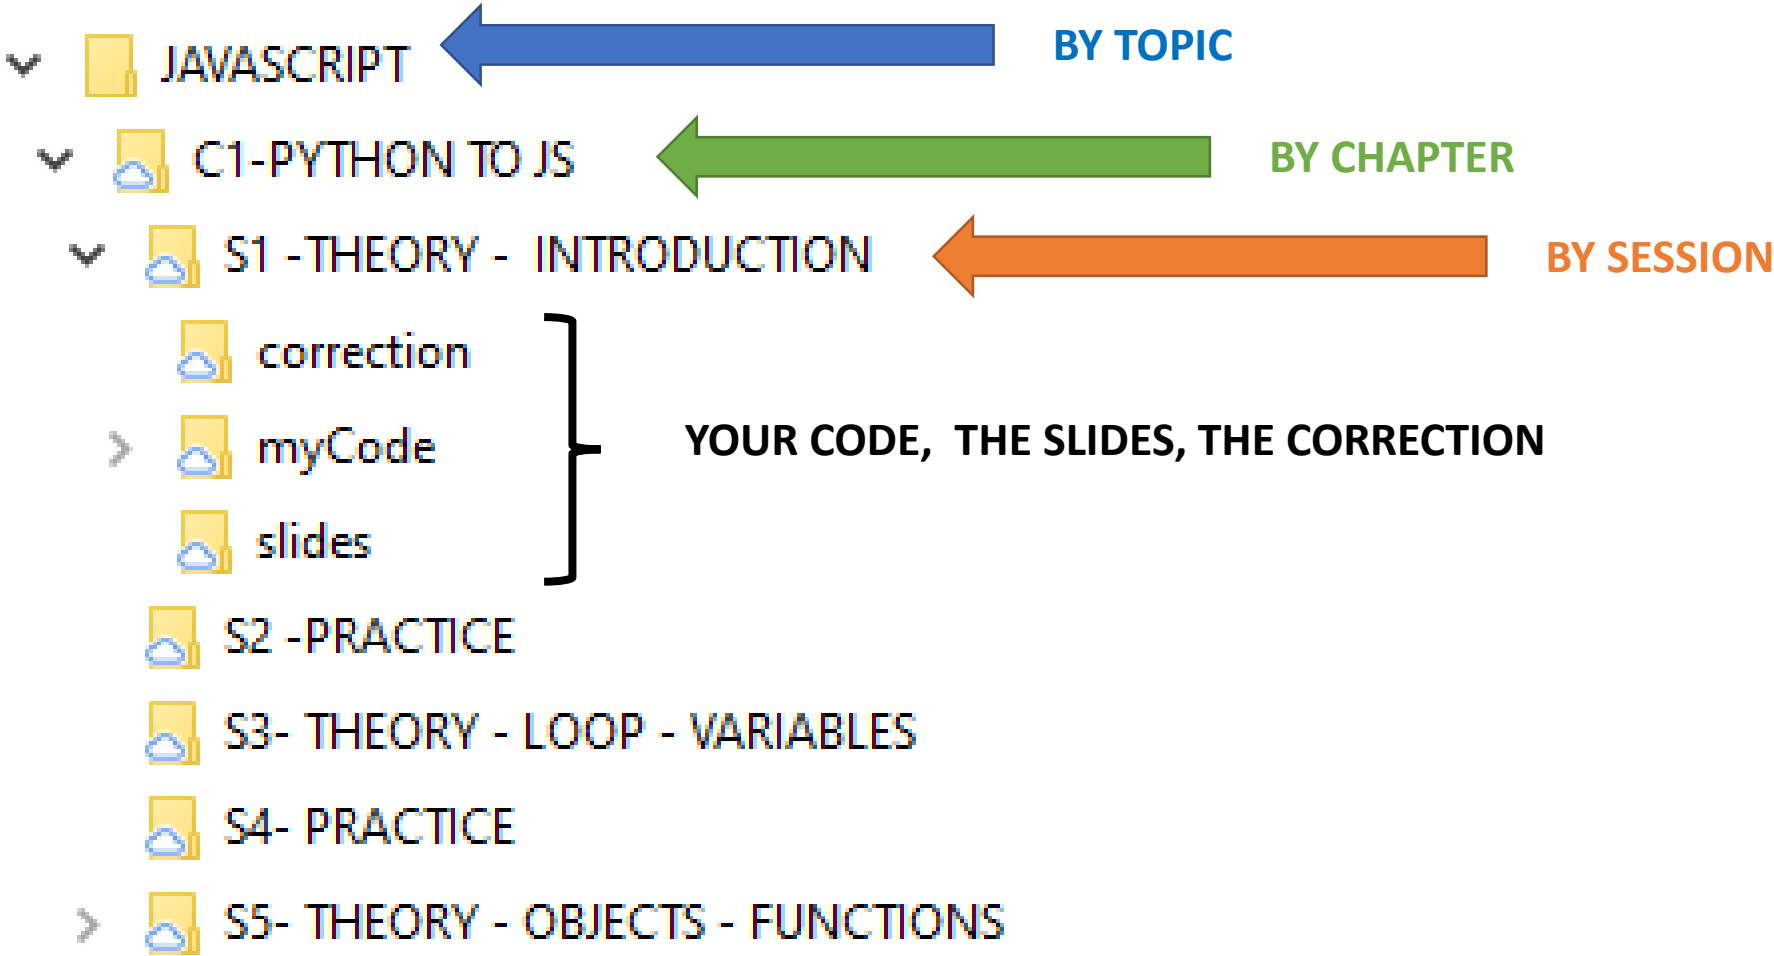 JAVASCRIPT BY TOPIC
C1-PYTHON TO JS BY CHAPTER
S1 -THEORY - INTRODUCTION BY SESSION
correction
myCode YOUR CODE, THE SLIDES, THE CORRECTION
slides
S2 -PRACTICE
S3- THEORY - LOOP - VARIABLES
S4- PRACTICE
S5- THEORY - OBJECTS - FUNCTIONS